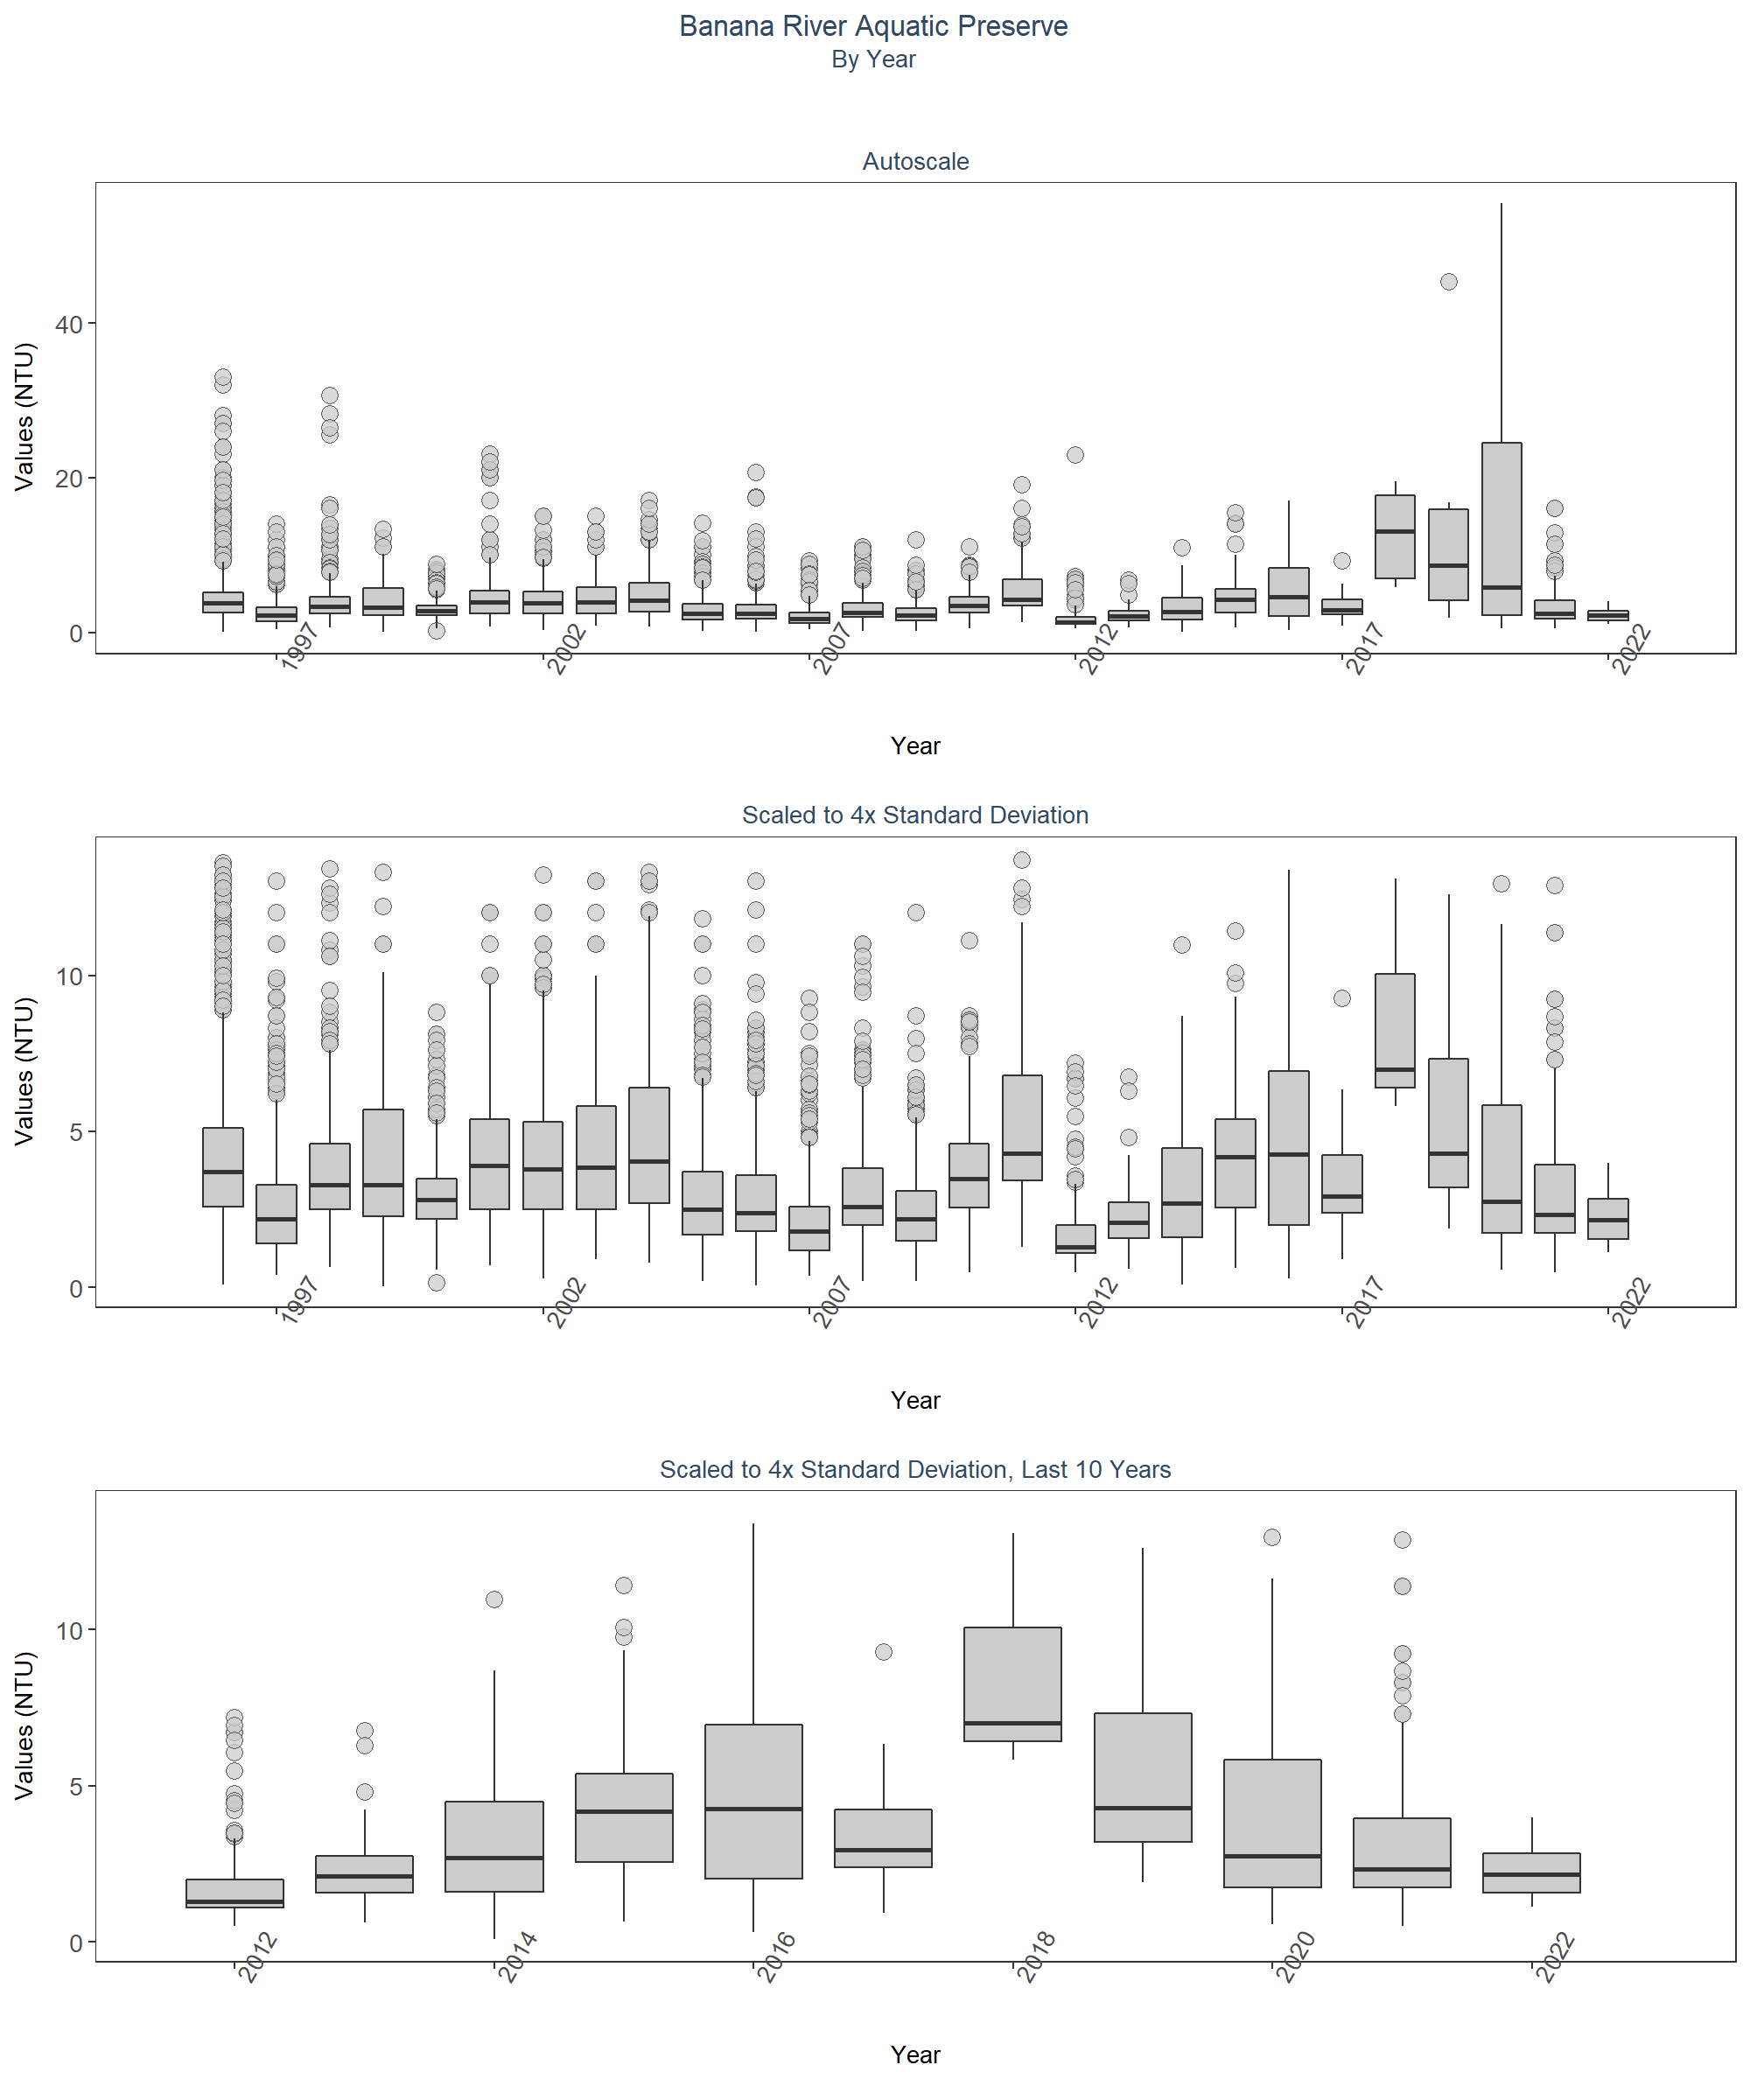 Banana River Aquatic Preserve
By Year
Autoscale
Values (NTU)
40
20
0
1997 2002 2007 2012 2017 2022
Year
Scaled to 4x Standard Deviation
Values (NTU)
10
5
0
1997 2002 2007 2012 2017 2022
Year
Scaled to 4x Standard Deviation, Last 10 Years
Values (NTU)
10
5
0
2012 2014 2016 2018 2020 2022
Year